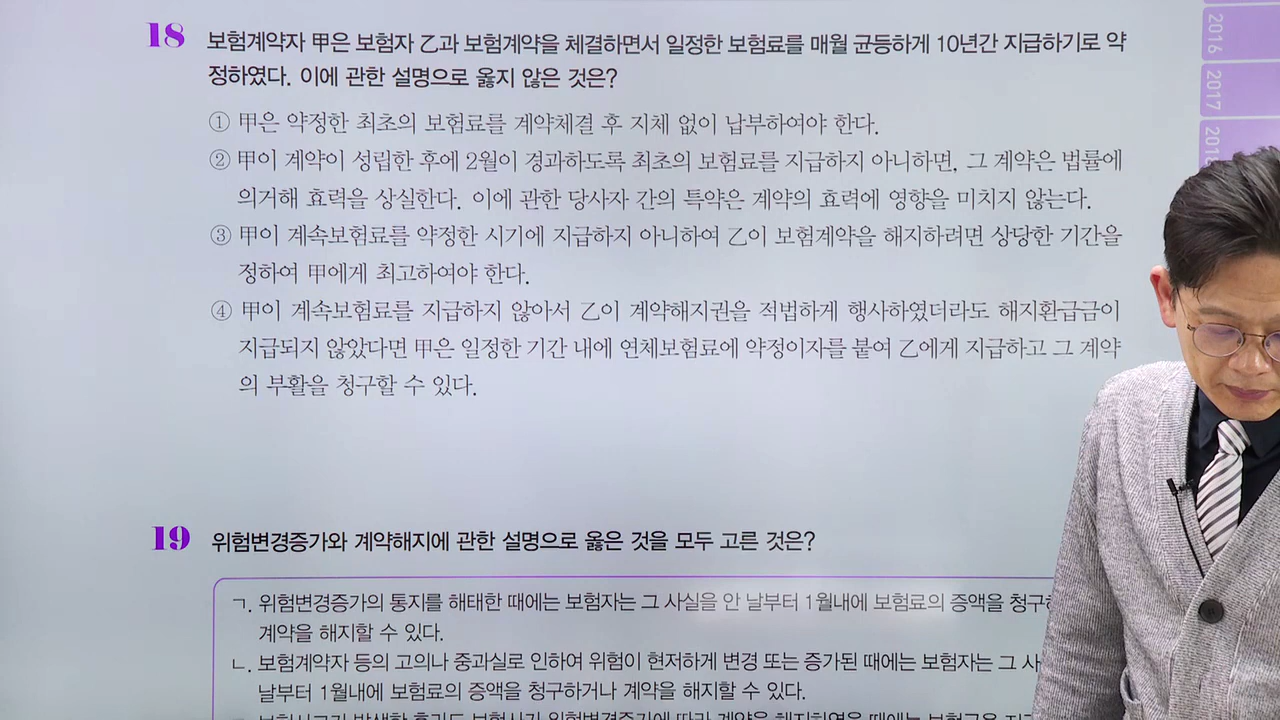 18 보험계약자 甲은 보험자 乙과 보험계약을 체결하면서 일정한 보험료를 매월 균등하게 10년간 지급하기로 약
정하였다. 이에 관한 설명으로 옳지 않은 것은?
① 甲은 약정한 최초의 보험료를 계약체결 후 지체 없이 납부하여야 한다.
② 甲이 계약이 성립한 후에 2월이 경과하도록 최초의 보험료를 지급하지 아니하면, 그 계약은 법률에
의거해 효력을 상실한다. 이에 관한 당사자 간의 특약은 계약의 효력에 영향을 미치지 않는다.
③ 甲이 계속보험료를 약정한 시기에 지급하지 아니하여 乙이 보험계약을 해지하려면 상당한 기간을
정하여 甲에게 최고하여야 한다.
④ 甲이 계속보험료를 지급하지 않아서 乙이 계약해지권을 적법하게 행사하였더라도 해지환급금이
지급되지 않았다면 甲은 일정한 기간 내에 연체보험료에 약정이자를 붙여 乙에게 지급하고 그 계약
의 부활을 청구할 수 있다.
19 위험변경증가와 계약해지에 관한 설명으로 옳은 것을 모두 고른 것은?
ㄱ. 위험변경증가의 통지를 해태한 때에는 보험자는 그 사실을 안 날부터 1월내에 보험료의 증액을 청구
계약을 해지할 수 있다.
ㄴ. 보험계약자 등의 고의나 중과실로 인하여 위험이 현저하게 변경 또는 증가된 때에는 보험자는 그 사
날부터 1월내에 보험료의 증액을 청구하거나 계약을 해지할 수 있다.
2016
2017
2018